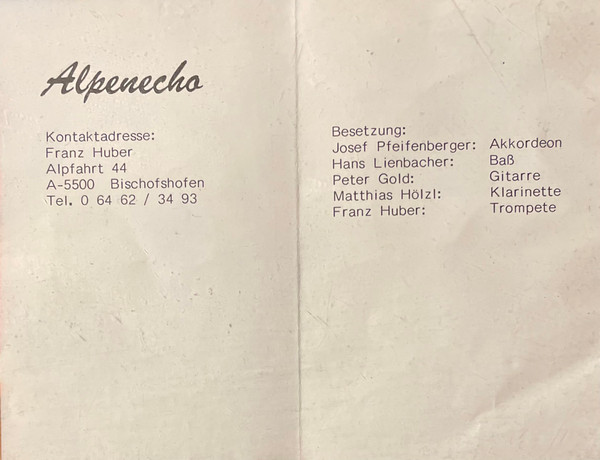 Alpenecho
Kontaktadresse:
Franz Huber
Alpfahrt 44
A-5500 Bischofshofen
Tel. 0 64 62 / 34 93
Besetzung:
Josef Pfeifenberger: Akkordeon
Hans Lienbacher: Baß
Peter Gold: Gitarre
Matthias Hölzl: Klarinette
Franz Huber: Trompete